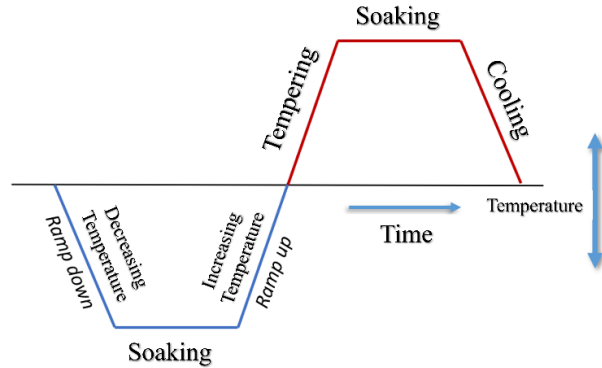 Soaking
Tempering
Cooling
Temperature
Time
Decreasing
Temperature
Ramp down
Increasing
Temperature
Ramp up
Soaking